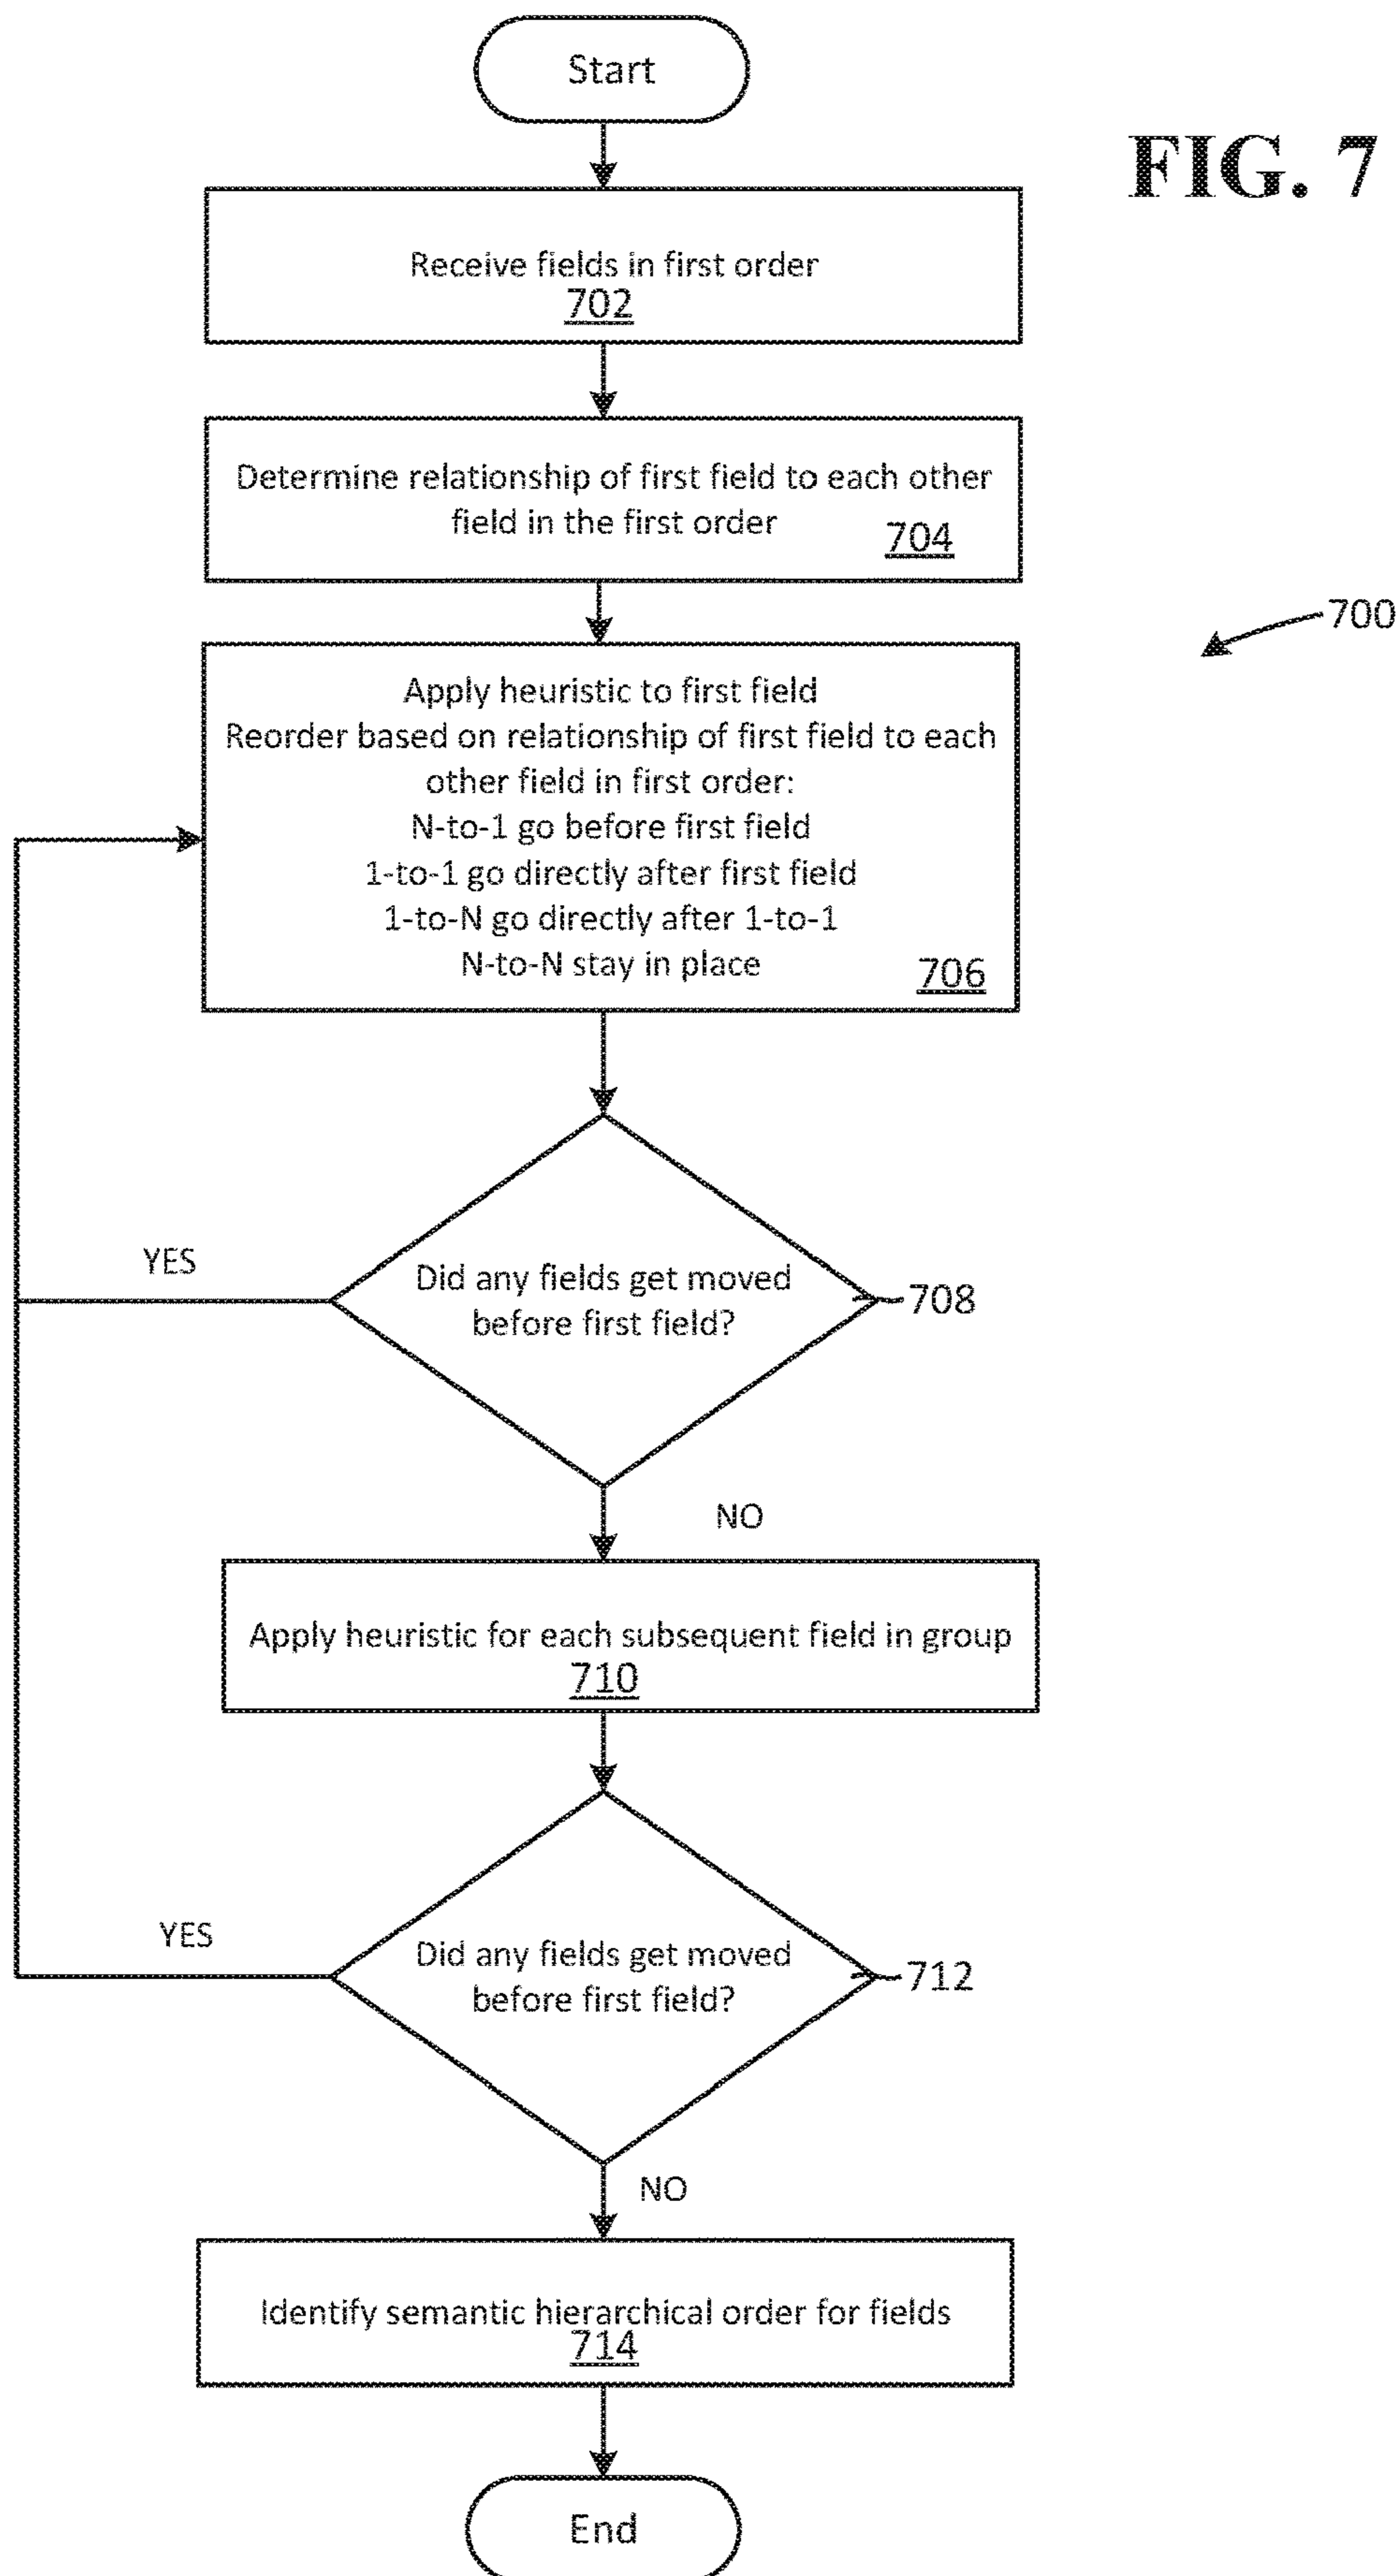 Start
FIG. 7
Receive fields in first order
702
Determine relationship of first field to each other
field in the first order
704
700
Apply heuristic to first field
Reorder based on relationship of first field to each
other field in first order:
N-to-1 go before first field
1-to-1 go directly after first field
1-to-N go directly after 1-to-1
N-to-N stay in place
706
YES
Did any fields get moved
before first field?
708
NO
Apply heuristic for each subsequent field in group
710
YES
Did any fields get moved
before first field?
712
NO
Identify semantic hierarchical order for fields
714
End